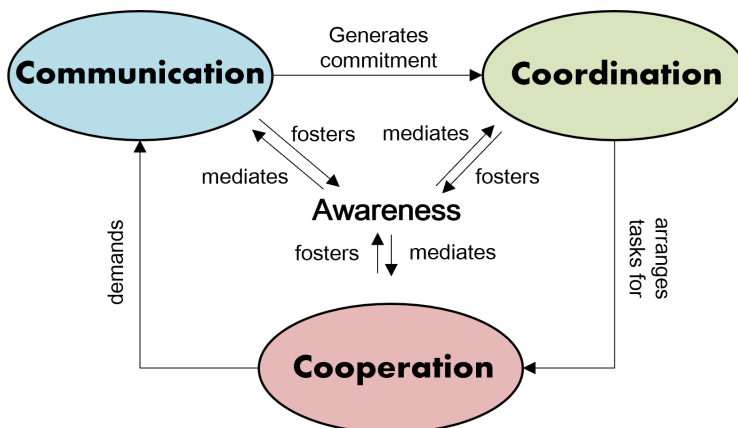 Generates
commitment
Communication
Coordination
fosters
mediates
mediates
fosters
Awareness
fosters
mediates
demands
arranges
tasks for
Cooperation